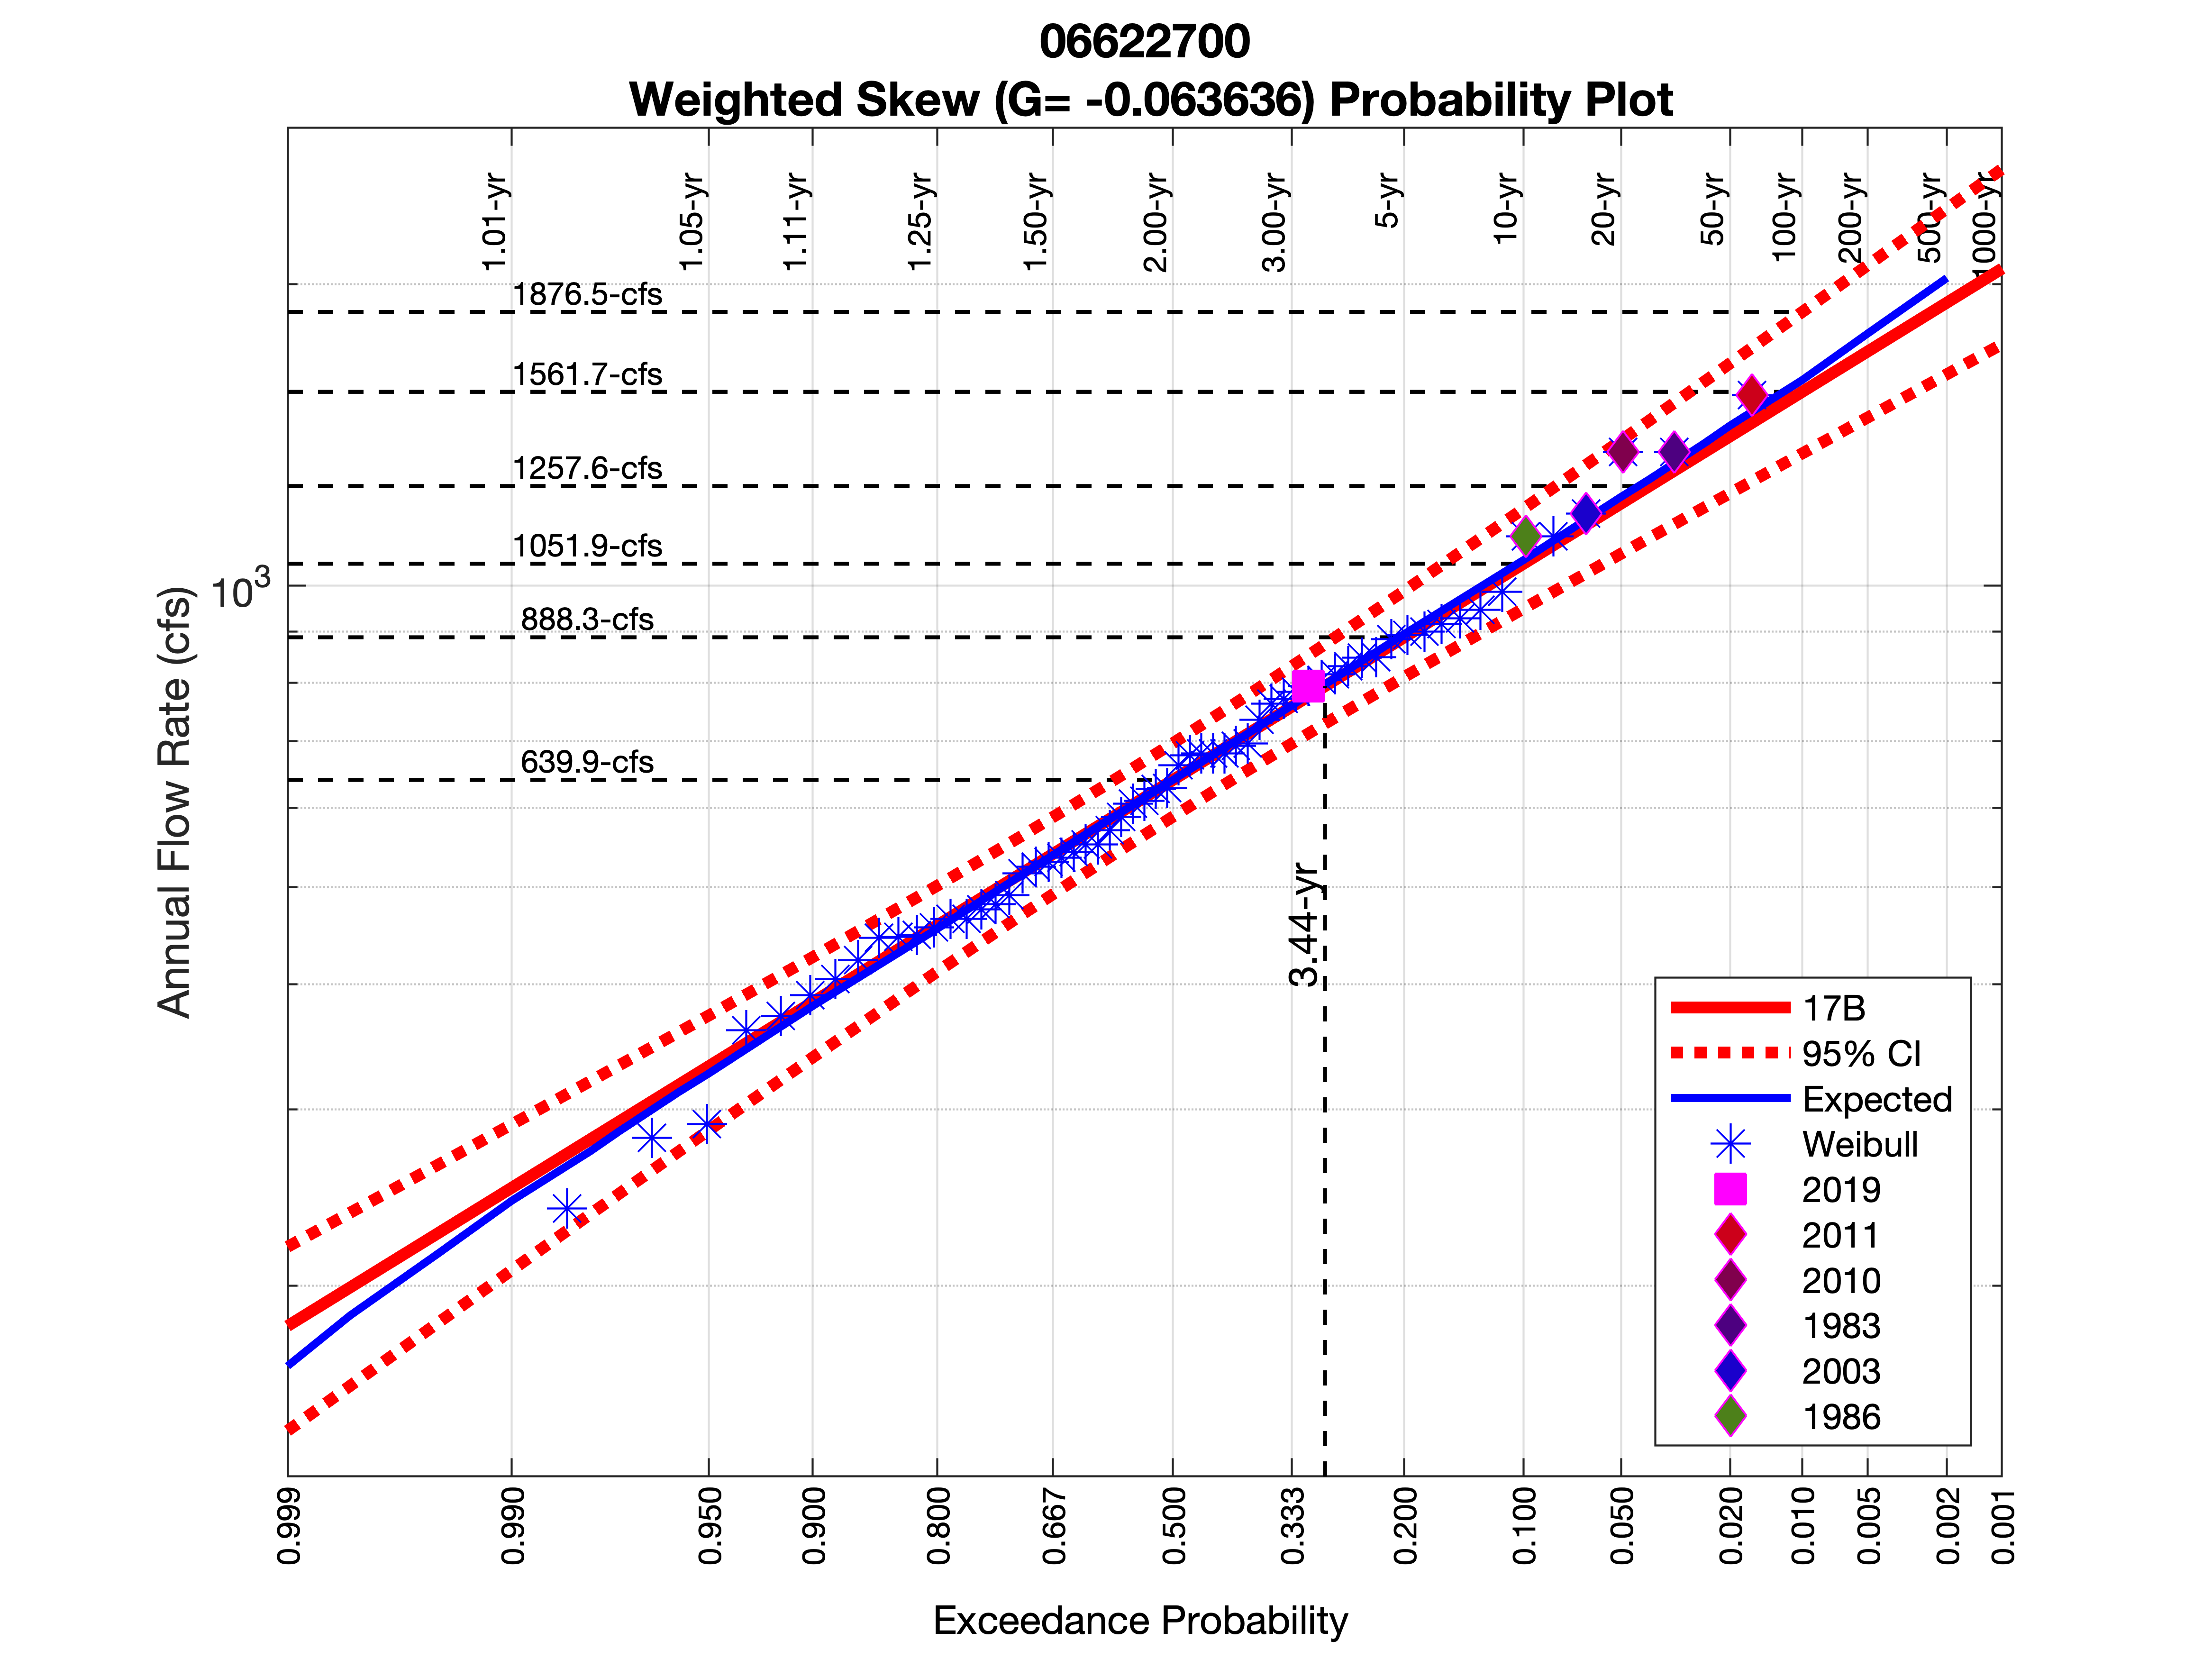 06622700
Weighted Skew (G= -0.063636) Probability Plot
1.01-yr
1.05-yr
1.11-yr
1.25-yr
1.50-yr
2.00-yr
3.00-yr
5-yr
10-yr
20-yr
50-yr
100-yr
200-yr
500-yr
1000-yr
1876.5-cfs
1561.7-cfs
1257.6-cfs
1051.9-cfs
888.3-cfs
639.9-cfs
10³
Annual Flow Rate (cfs)
3.44-yr
17B
95% CI
Expected
Weibull
2019
2011
2010
1983
2003
1986
0.999
0.990
0.950
0.900
0.800
0.667
0.500
0.333
0.200
0.100
0.050
0.020
0.010
0.005
0.002
0.001
Exceedance Probability